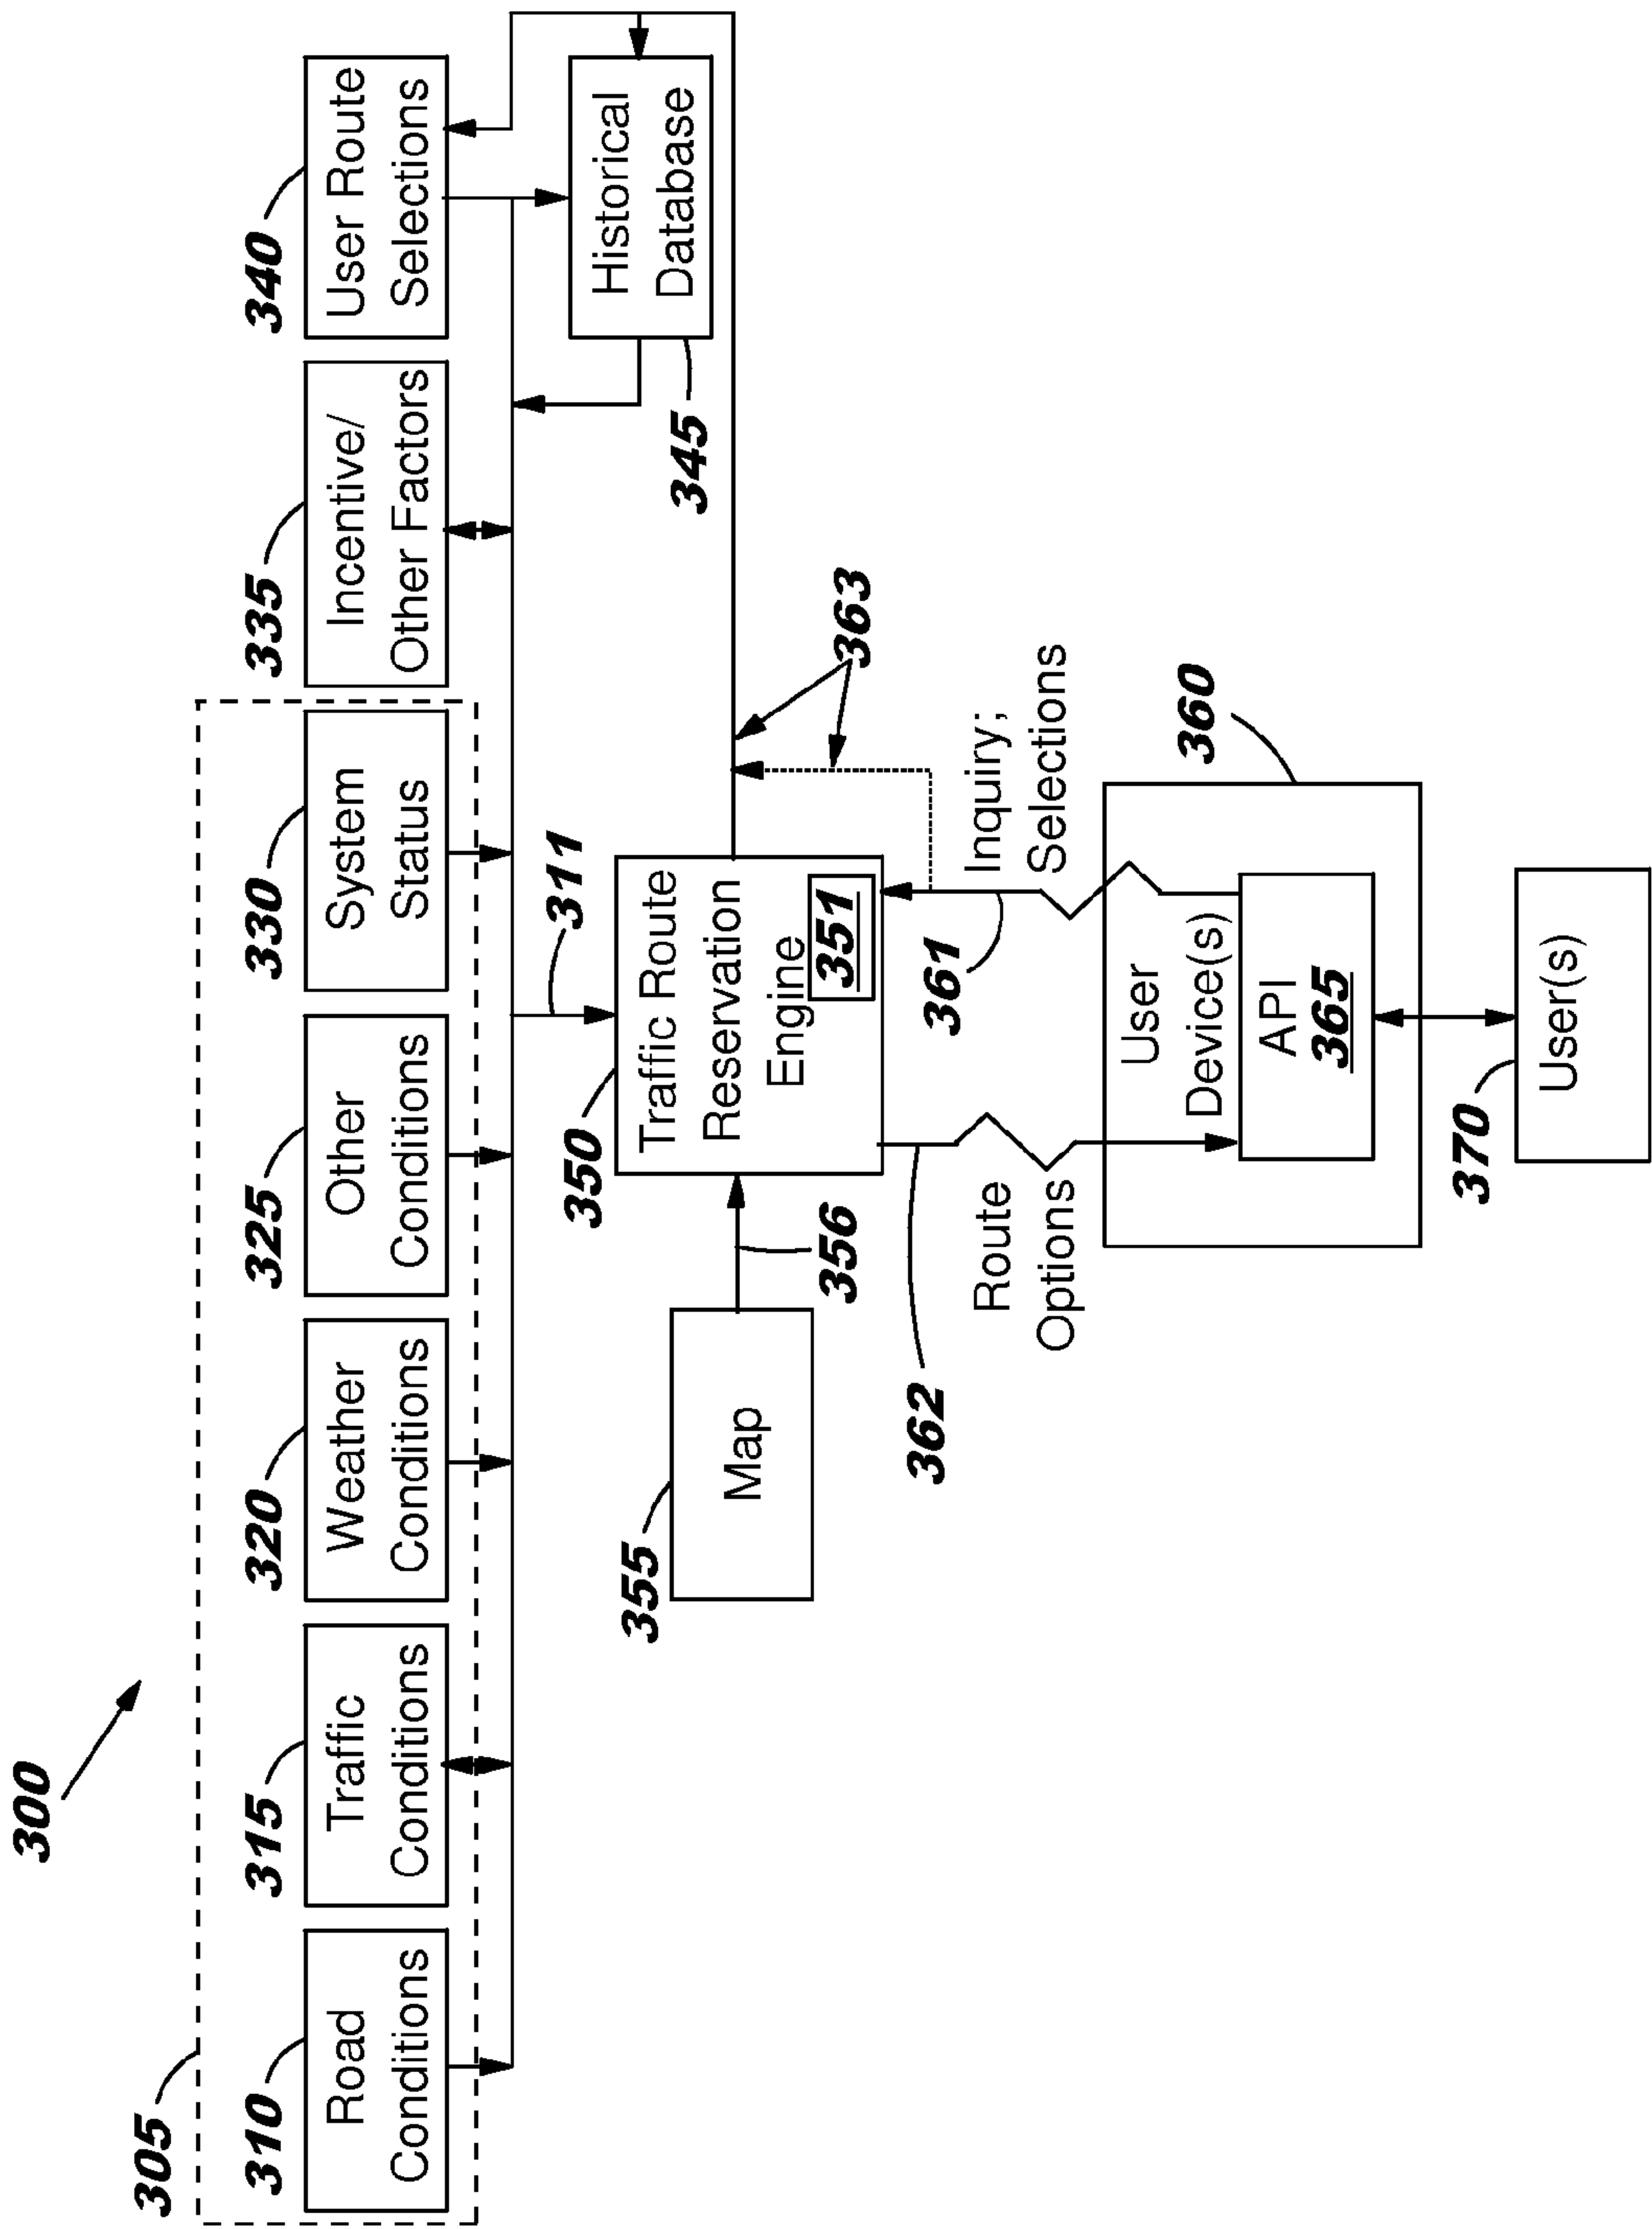 300
305
310
Road
Conditions
315
Traffic
Conditions
320
Weather
Conditions
325
Other
Conditions
330
System
Status
335
Incentive/
Other Factors
340
User Route
Selections
311
345
Historical
Database
350
Traffic Route
Reservation
Engine
351
355
Map
356
363
362
Route
Options
361
Inquiry;
Selections
360
User
Device(s)
API
365
370
User(s)